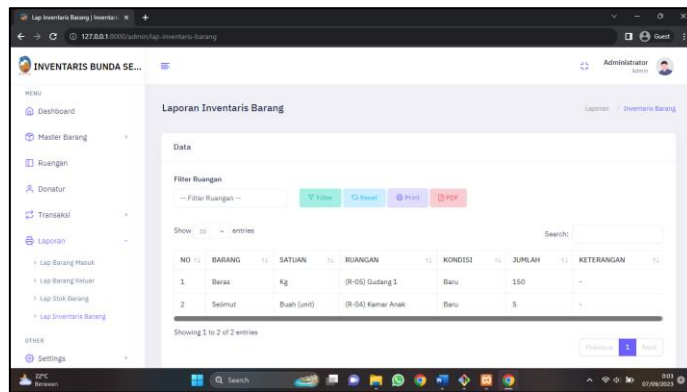 Lap Inventaris Barang | Inventari
127.0.0.1:8000/admin/lap-inventaris-barang
Guest
INVENTARIS BUNDA SE...
Administrator
Admin
MENU
Dashboard
Master Barang
Ruangan
Donatur
Transaksi
Laporan
Lap Barang Masuk
Lap Barang Keluar
Lap Stok Barang
Lap Inventaris Barang
OTHER
Settings
Laporan Inventaris Barang
Laporan / Inventaris Barang
Data
Filter Ruangan
-- Filter Ruangan --
Filter
Reset
Print
PDF
Show 10 entries
Search:
NO BARANG SATUAN RUANGAN KONDISI JUMLAH KETERANGAN
1 Beras Kg (R-05) Gudang 1 Baru 150 -
2 Selimut Buah (unit) (R-04) Kamar Anak Baru 5 -
Showing 1 to 2 of 2 entries
Previous 1 Next
22°C
Berawan
Search
0:03
07/09/2023